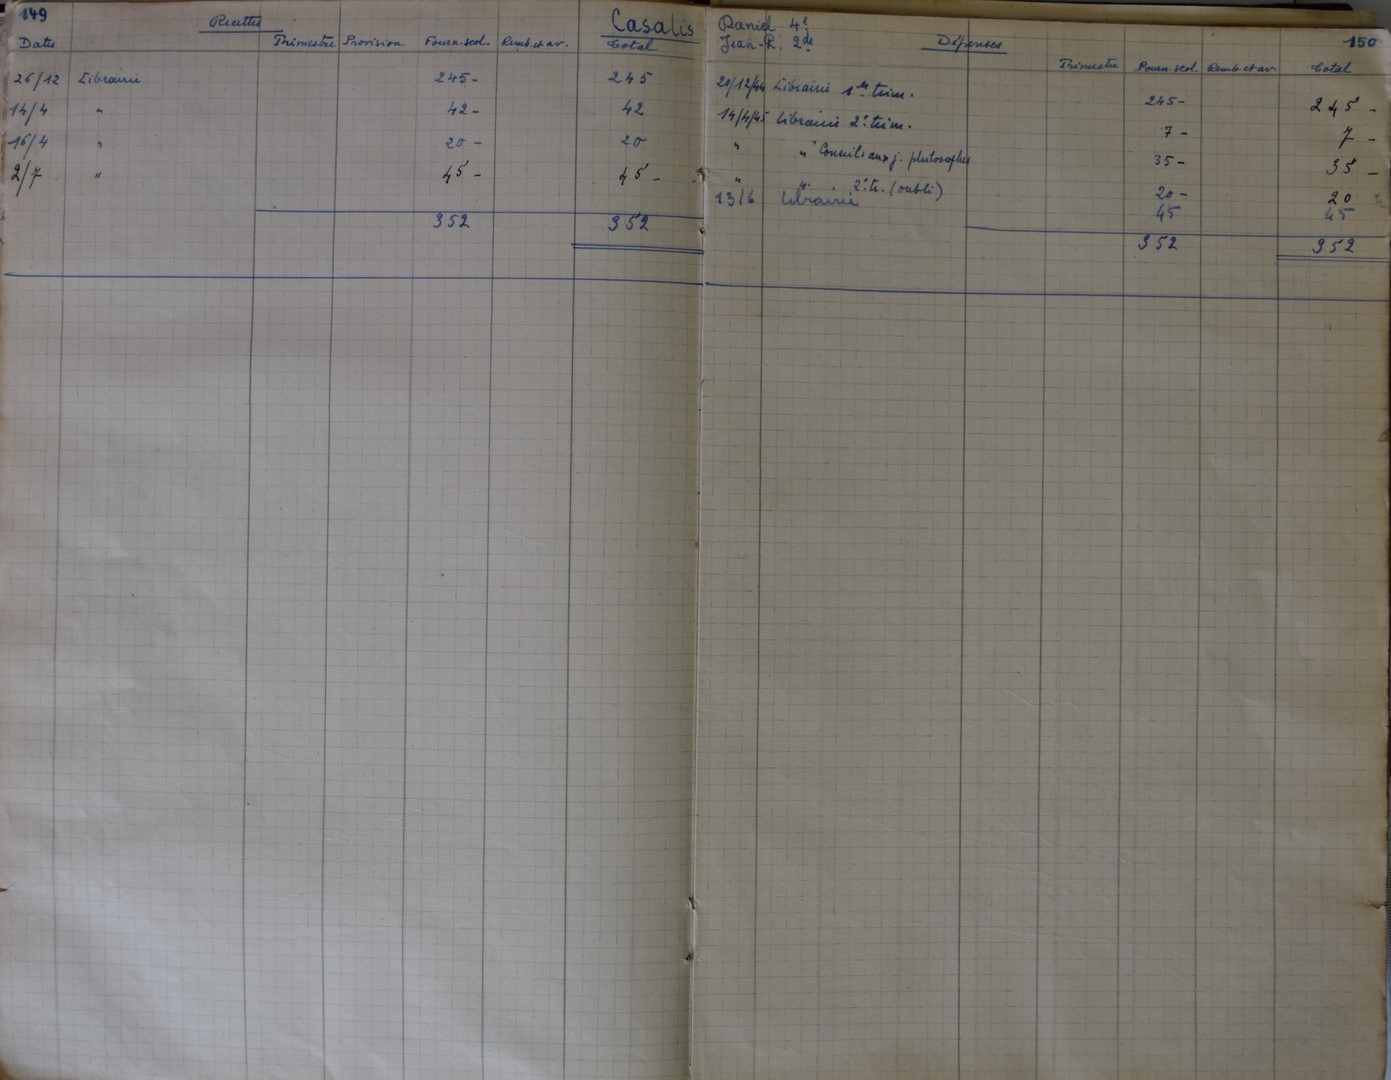 149
Recettes
Casalis
Dates Trimestre Provision Fourn-scol. Remb. et av. Total
26/12 Librairie 245- 245
14/4 " 42- 42
16/4 " 20- 20
2/7 " 45- 45-
352 352
Daniel 4e
Jean-R. 2de
Dépenses
150
Trimestre Fourn-scol. Remb-et av. Total
20/12/44 Librairie 1er trim. 245- 245-
14/4/45 Librairie 2e trim. 7- 7-
" " Conseils aux j. philosophes 35- 35-
" " 2e tr. (oubli) 20- 20
13/6 Librairie 45 45
352 352